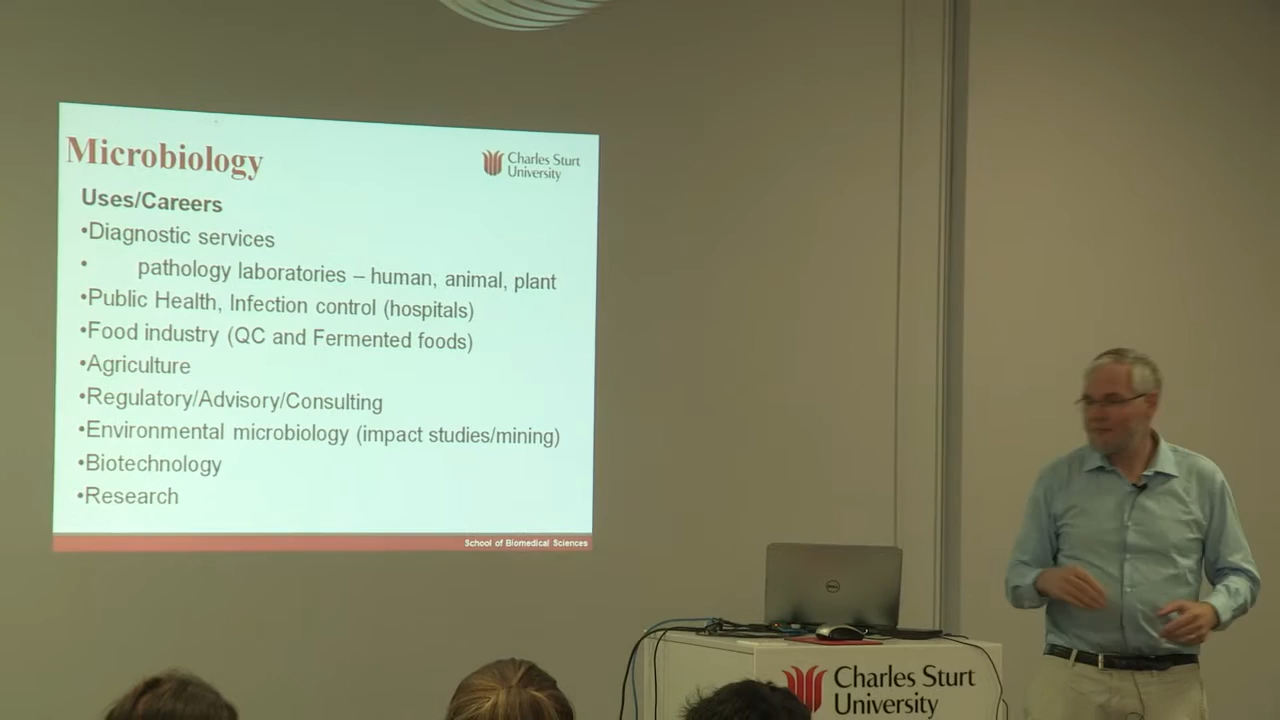 Microbiology
Charles Sturt
University
Uses/Careers
•Diagnostic services
• pathology laboratories – human, animal, plant
•Public Health, Infection control (hospitals)
•Food industry (QC and Fermented foods)
•Agriculture
•Regulatory/Advisory/Consulting
•Environmental microbiology (impact studies/mining)
•Biotechnology
•Research
School of Biomedical Sciences
DELL
Charles Sturt
University